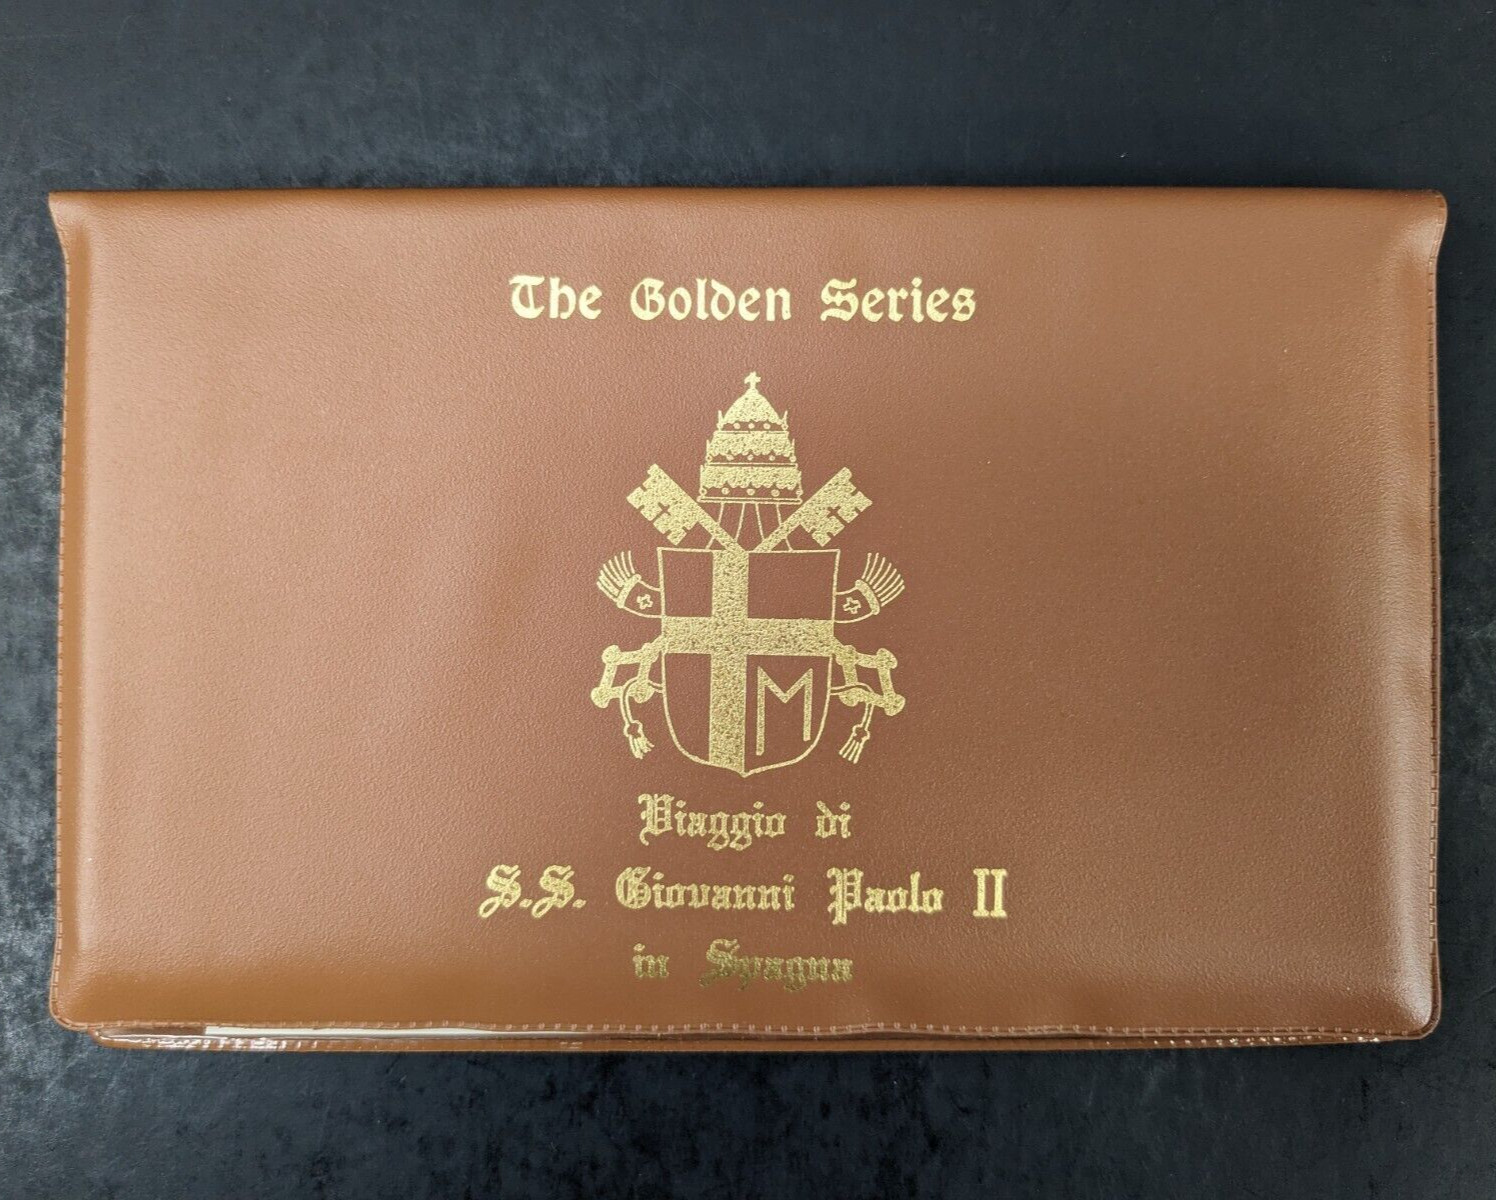 The Golden Series
M
Viaggio di
S.S. Giovanni Paolo II
in Spagna